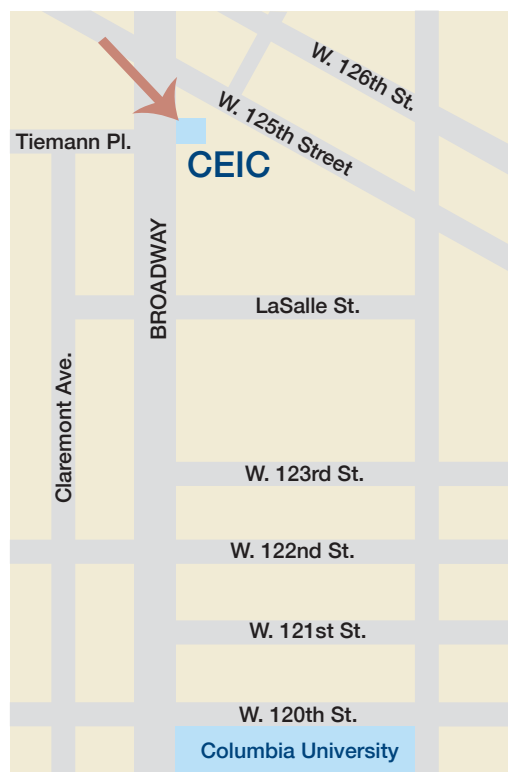 W. 126th St.
W. 125th Street
Tiemann Pl.
CEIC
BROADWAY
LaSalle St.
Claremont Ave.
W. 123rd St.
W. 122nd St.
W. 121st St.
W. 120th St.
Columbia University